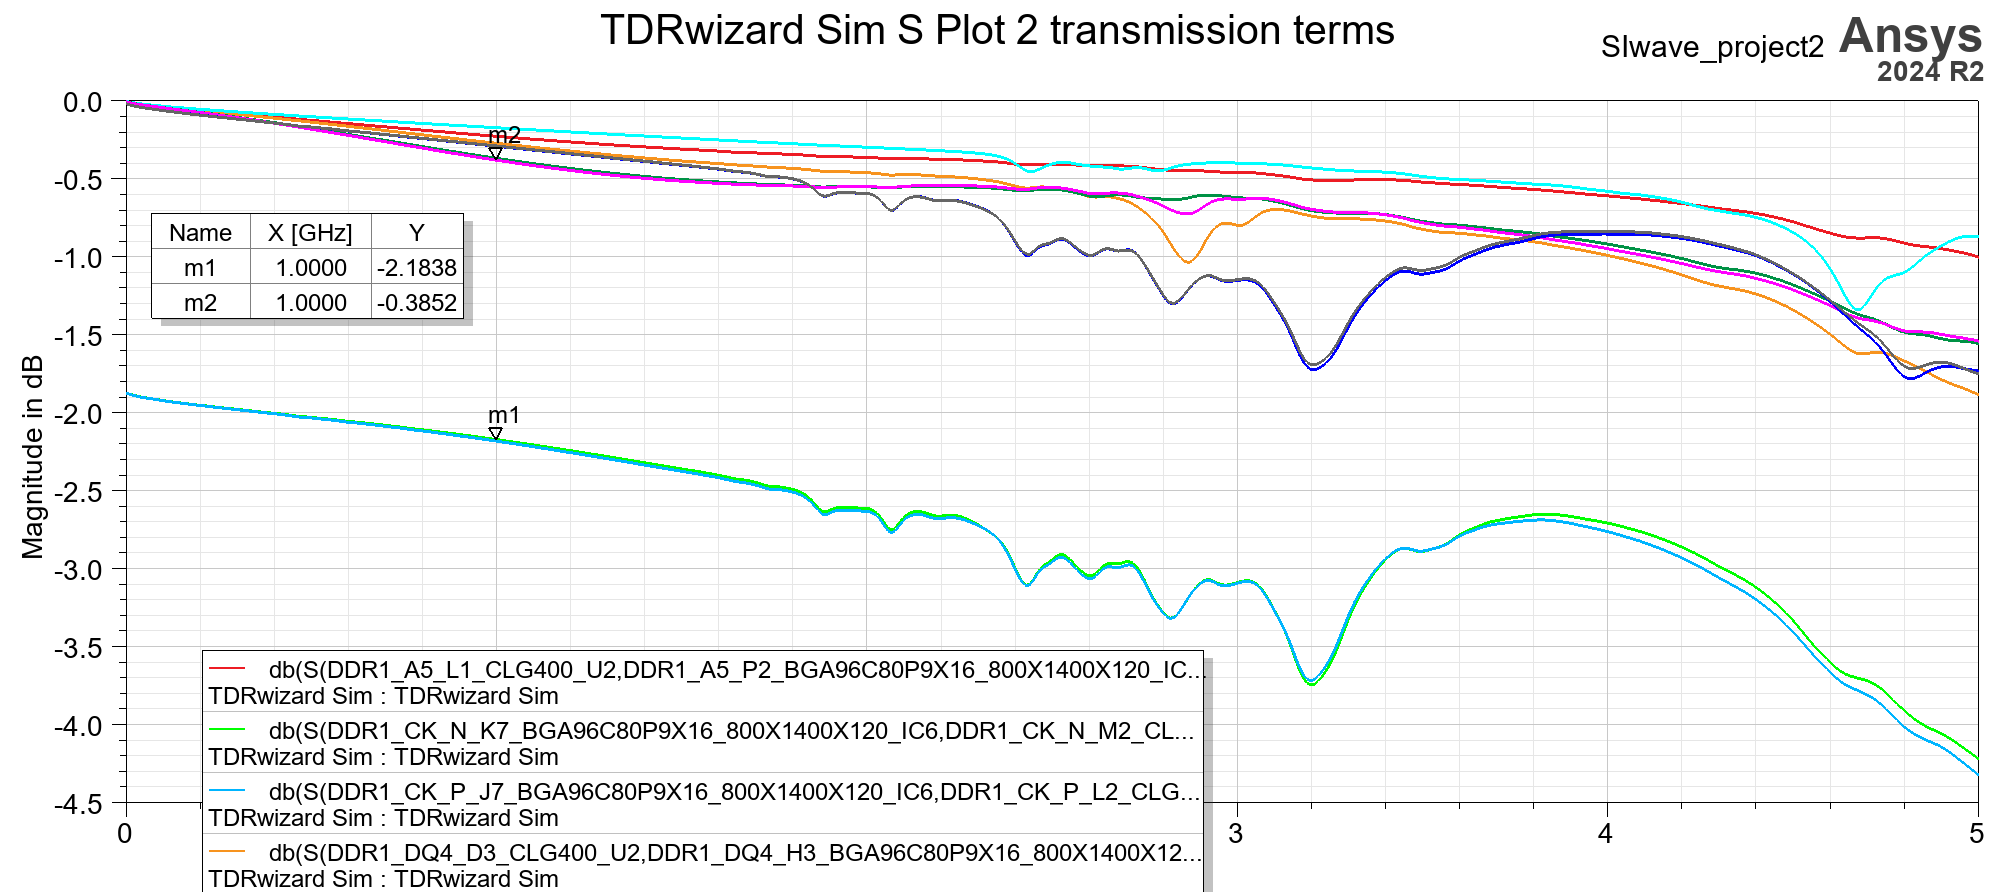 TDRwizard Sim S Plot 2 transmission terms
SIwave_project2
Ansys
2024 R2
Magnitude in dB
0.0
-0.5
-1.0
-1.5
-2.0
-2.5
-3.0
-3.5
-4.0
-4.5
m2
m1
Name X [GHz] Y
m1 1.0000 -2.1838
m2 1.0000 -0.3852
db(S(DDR1_A5_L1_CLG400_U2,DDR1_A5_P2_BGA96C80P9X16_800X1400X120_IC...
TDRwizard Sim : TDRwizard Sim
db(S(DDR1_CK_N_K7_BGA96C80P9X16_800X1400X120_IC6,DDR1_CK_N_M2_CL...
TDRwizard Sim : TDRwizard Sim
db(S(DDR1_CK_P_J7_BGA96C80P9X16_800X1400X120_IC6,DDR1_CK_P_L2_CLG...
TDRwizard Sim : TDRwizard Sim
db(S(DDR1_DQ4_D3_CLG400_U2,DDR1_DQ4_H3_BGA96C80P9X16_800X1400X12...
TDRwizard Sim : TDRwizard Sim
0 3 4 5